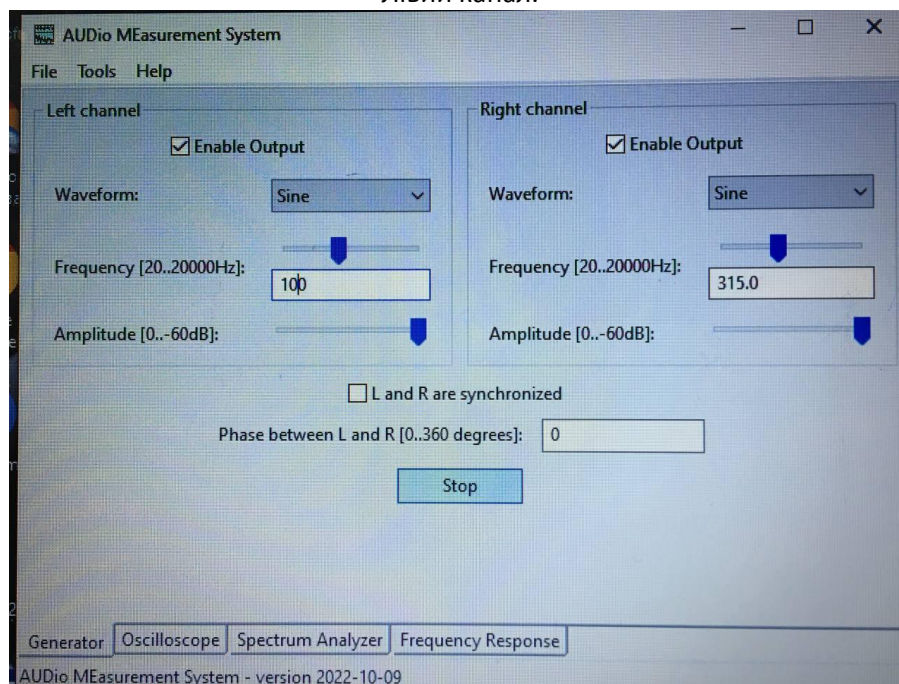 AUDio MEasurement System
File Tools Help
Left channel
Enable Output
Waveform: Sine
Frequency [20..20000Hz]:
100
Amplitude [0..-60dB]:
Right channel
Enable Output
Waveform: Sine
Frequency [20..20000Hz]:
315.0
Amplitude [0..-60dB]:
L and R are synchronized
Phase between L and R [0..360 degrees]: 0
Stop
Generator Oscilloscope Spectrum Analyzer Frequency Response
AUDio MEasurement System - version 2022-10-09